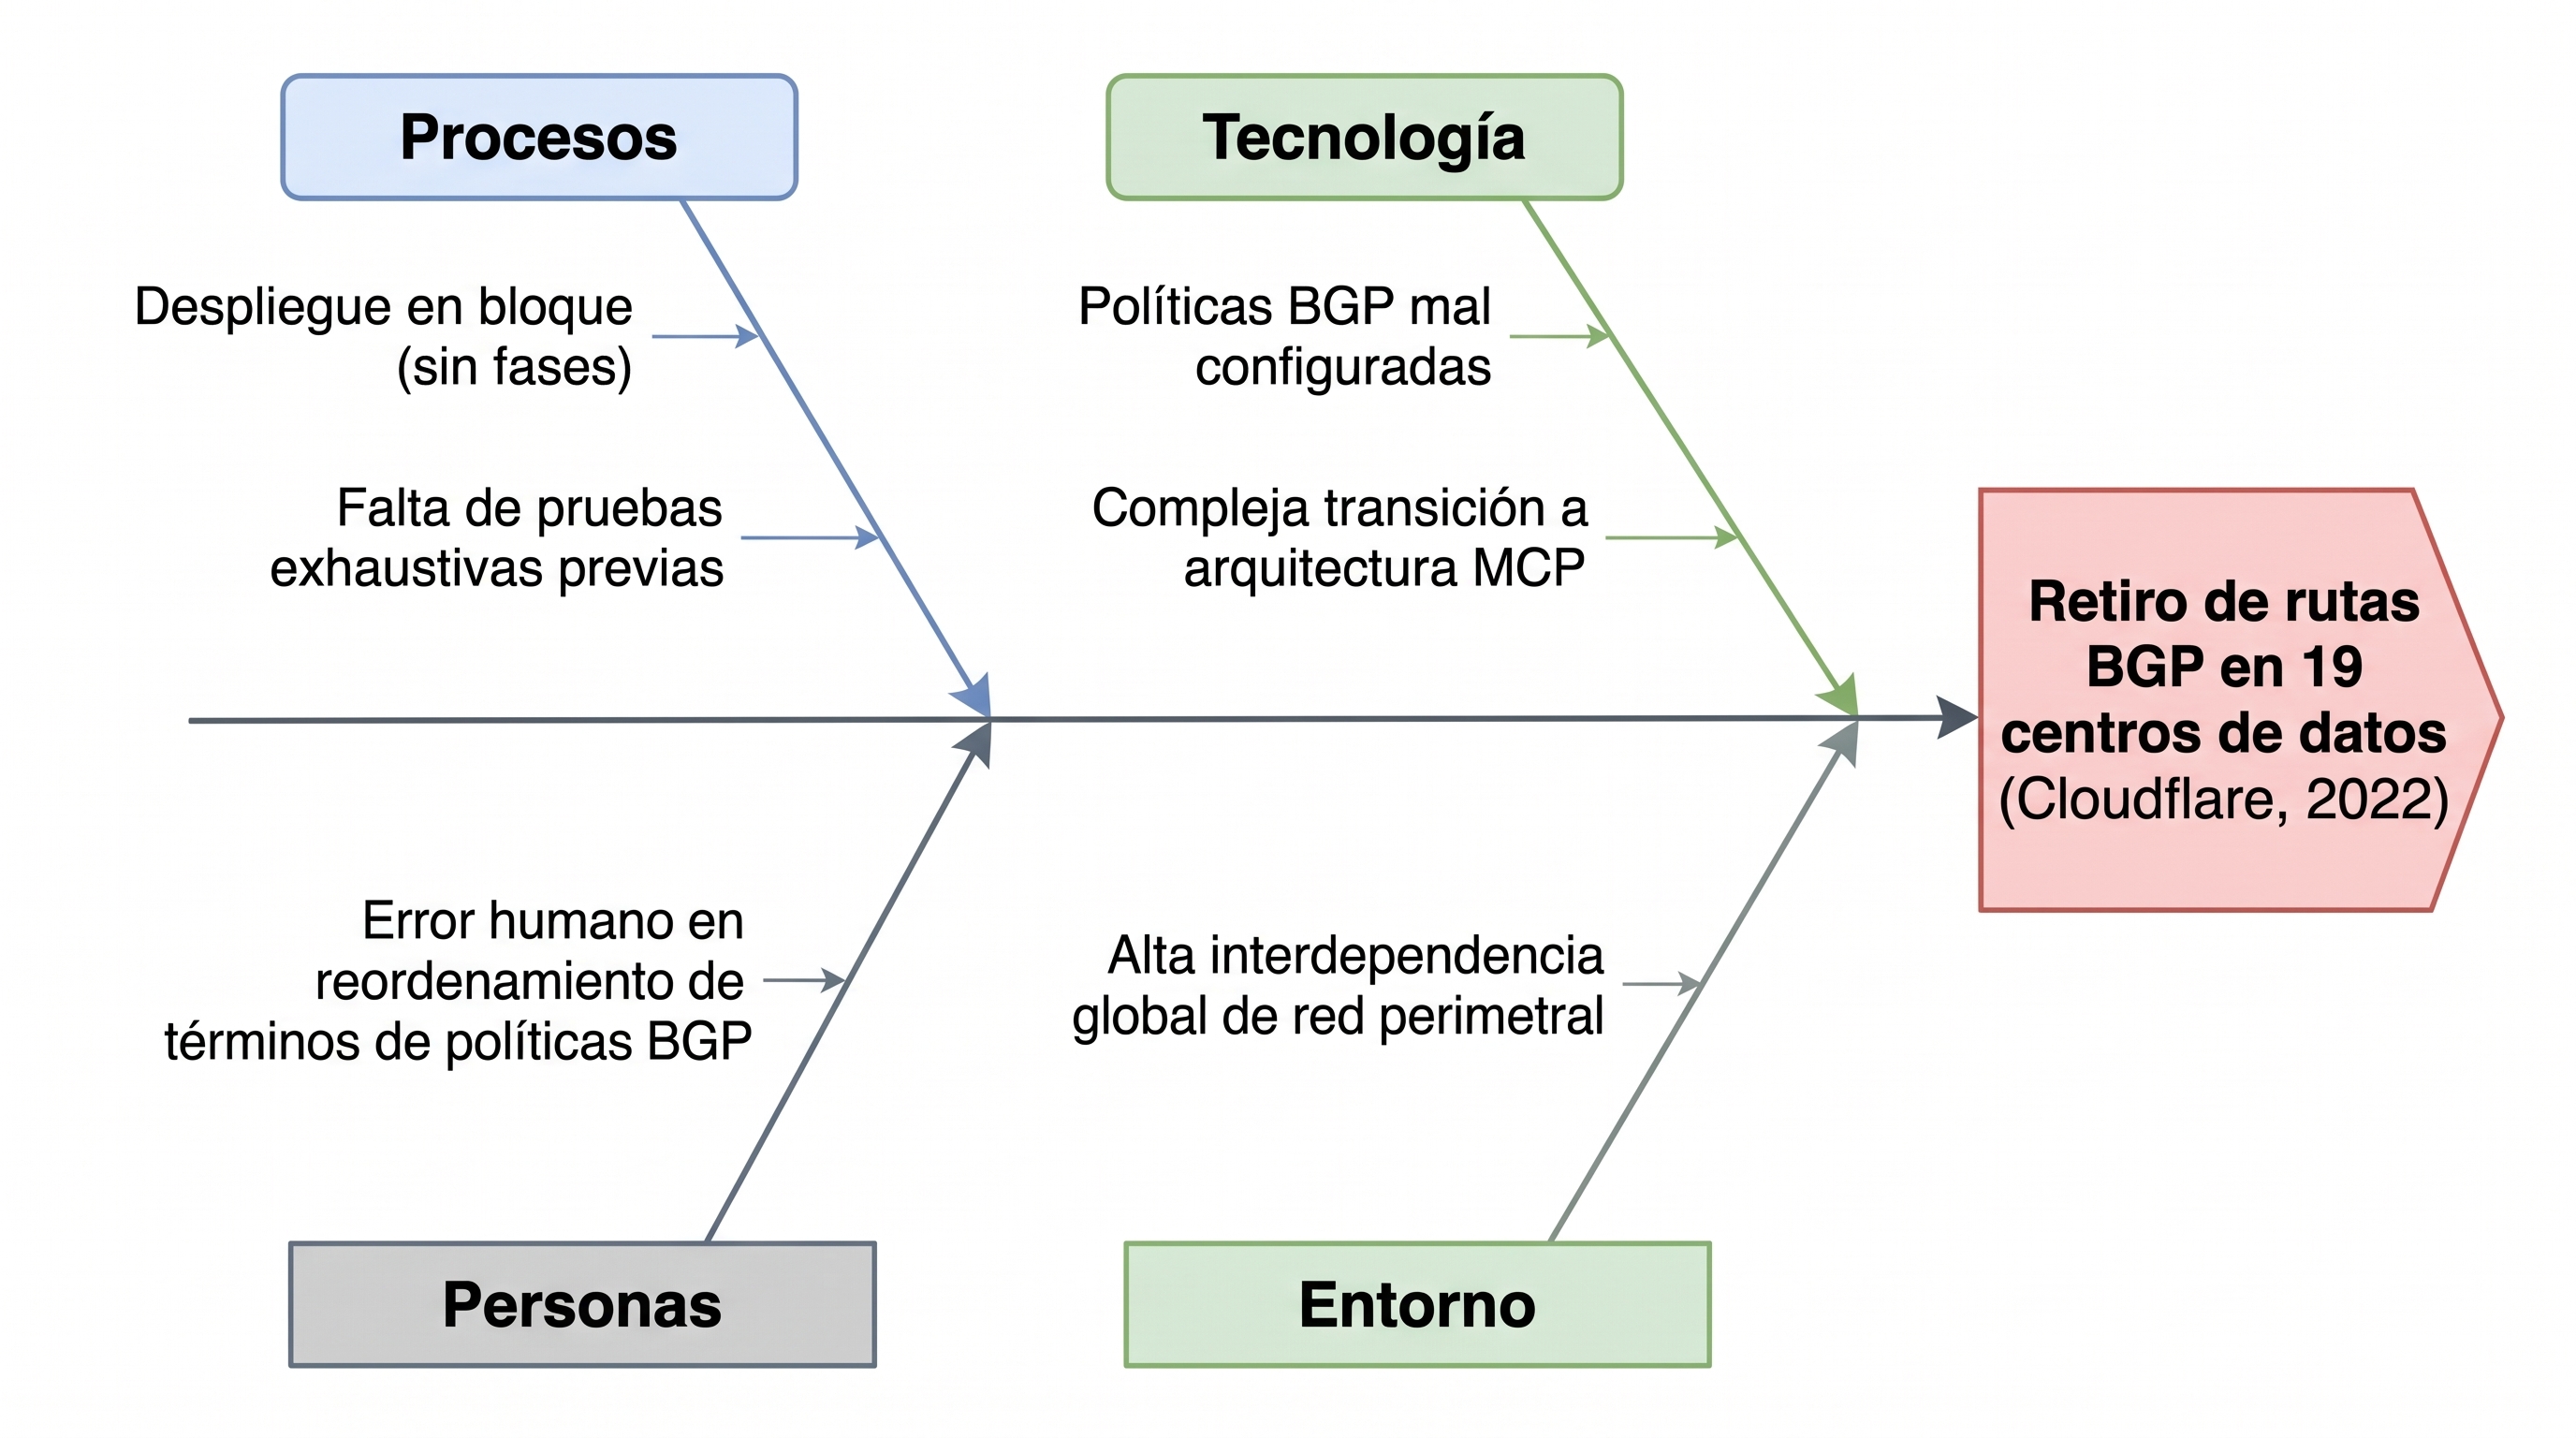 Procesos
Tecnología
Despliegue en bloque
(sin fases)
Políticas BGP mal
configuradas
Falta de pruebas
exhaustivas previas
Compleja transición a
arquitectura MCP
Retiro de rutas
BGP en 19
centros de datos
(Cloudflare, 2022)
Error humano en
reordenamiento de
términos de políticas BGP
Alta interdependencia
global de red perimetral
Personas
Entorno